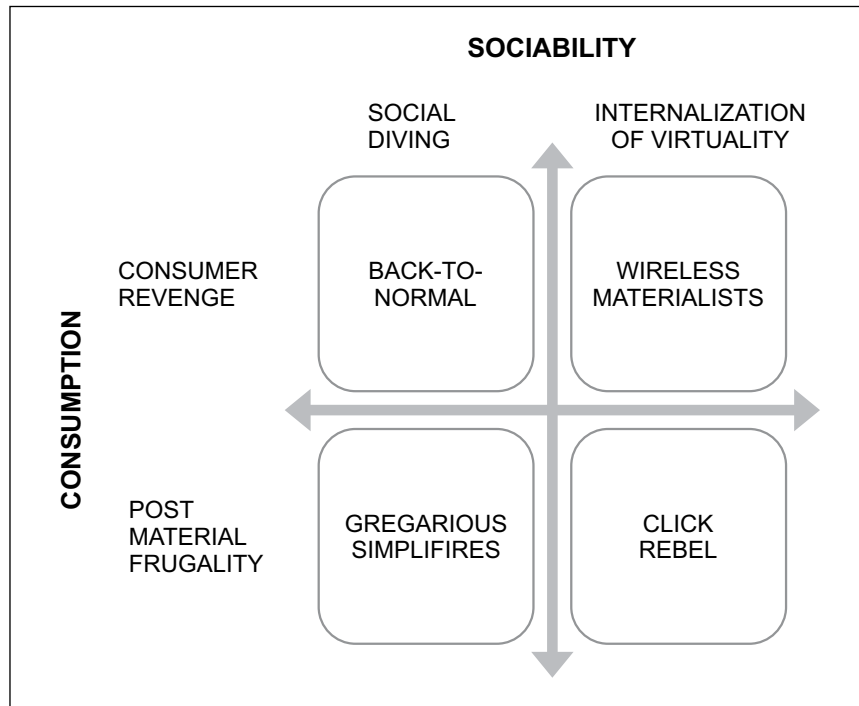 SOCIABILITY
SOCIAL
DIVING
INTERNALIZATION
OF VIRTUALITY
CONSUMPTION
CONSUMER
REVENGE
BACK-TO-
NORMAL
WIRELESS
MATERIALISTS
POST
MATERIAL
FRUGALITY
GREGARIOUS
SIMPLIFIRES
CLICK
REBEL